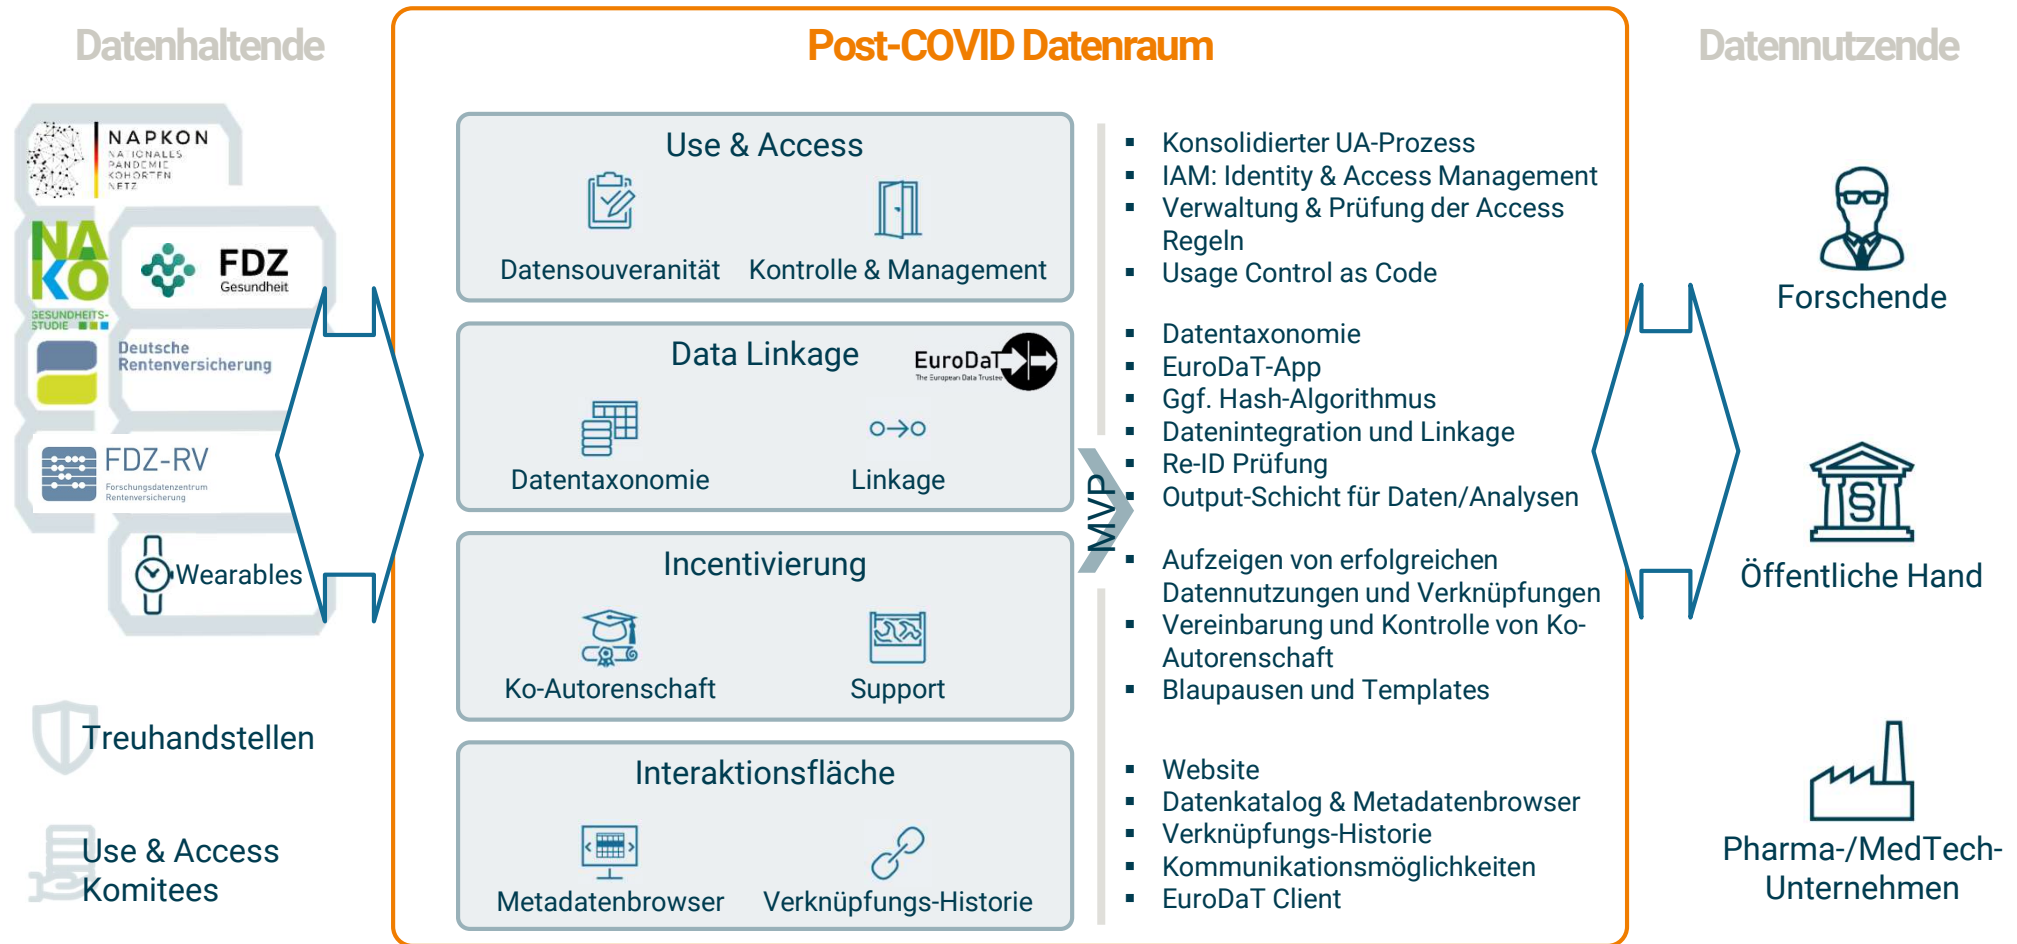 Datenhaltende
NAPKON
NATIONALES
PANDEMIE
KOHORTEN
NETZ
NA
KO
GESUNDHEITS-
STUDIE
FDZ
Gesundheit
Deutsche
Rentenversicherung
FDZ-RV
Forschungsdatenzentrum
Rentenversicherung
Wearables
Treuhandstellen
Use & Access
Komitees
Post-COVID Datenraum
Use & Access
Datensouveranität
Kontrolle & Management
Data Linkage
EuroDaT
The European Data Trustee
Datentaxonomie
Linkage
Incentivierung
Ko-Autorenschaft
Support
Interaktionsfläche
Metadatenbrowser
Verknüpfungs-Historie
MVP
▪ Konsolidierter UA-Prozess
▪ IAM: Identity & Access Management
▪ Verwaltung & Prüfung der Access
Regeln
▪ Usage Control as Code
▪ Datentaxonomie
▪ EuroDaT-App
▪ Ggf. Hash-Algorithmus
▪ Datenintegration und Linkage
▪ Re-ID Prüfung
▪ Output-Schicht für Daten/Analysen
▪ Aufzeigen von erfolgreichen
Datennutzungen und Verknüpfungen
▪ Vereinbarung und Kontrolle von Ko-
Autorenschaft
▪ Blaupausen und Templates
▪ Website
▪ Datenkatalog & Metadatenbrowser
▪ Verknüpfungs-Historie
▪ Kommunikationsmöglichkeiten
▪ EuroDaT Client
Datennutzende
Forschende
§
Öffentliche Hand
Pharma-/MedTech-
Unternehmen